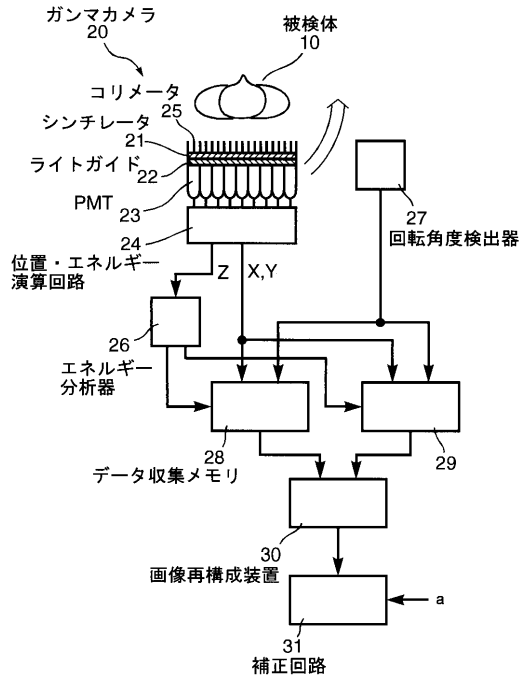 ガンマカメラ
20
被検体
10
コリメータ
25
シンチレータ
21
ライトガイド
22
PMT
23
24
27
回転角度検出器
位置・エネルギー
演算回路
Z
X,Y
26
エネルギー
分析器
28
29
データ収集メモリ
30
画像再構成装置
a
31
補正回路